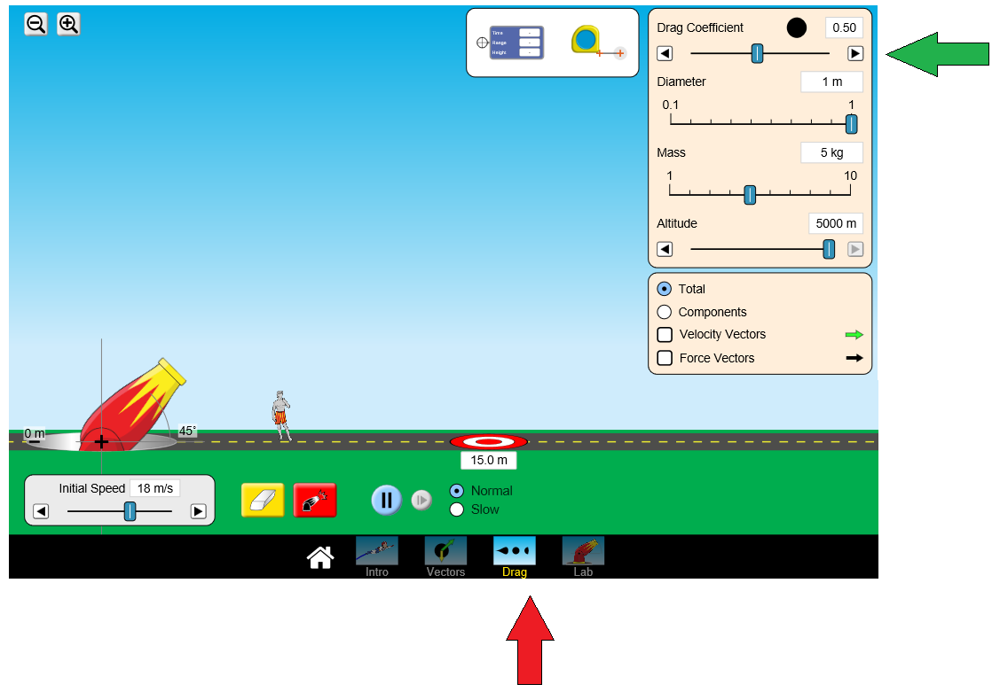 Time -
Range -
Height -
Drag Coefficient 0.50
Diameter 1 m
0.1 1
Mass 5 kg
1 10
Altitude 5000 m
Total
Components
Velocity Vectors
Force Vectors
0 m
45°
15.0 m
Initial Speed 18 m/s
Normal
Slow
Intro Vectors Drag Lab